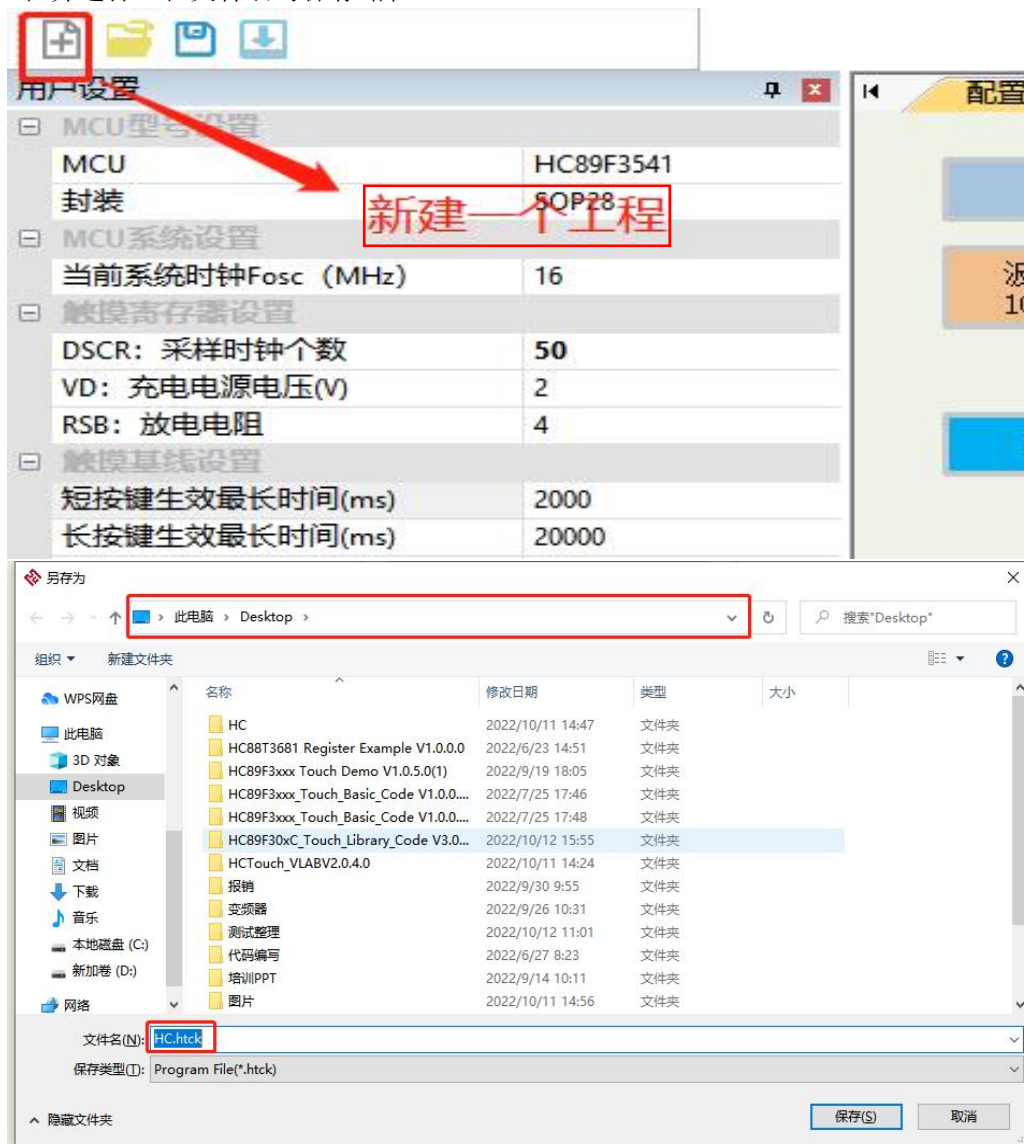 用户设置
配置
MCU型号设置
MCU HC89F3541
封装 SOP28
新建一个工程
MCU系统设置
当前系统时钟Fosc（MHz） 16
触摸寄存器设置
DSCR：采样时钟个数 50
VD：充电电源电压(V) 2
RSB：放电电阻 4
触摸基线设置
短按键生效最长时间(ms) 2000
长按键生效最长时间(ms) 20000
另存为
此电脑 › Desktop ›
搜索"Desktop"
组织 新建文件夹
名称 修改日期 类型 大小
WPS网盘
此电脑
3D 对象
Desktop
视频
图片
文档
下载
音乐
本地磁盘 (C:)
新加卷 (D:)
网络
HC 2022/10/11 14:47 文件夹
HC88T3681 Register Example V1.0.0.0 2022/6/23 14:51 文件夹
HC89F3xxx Touch Demo V1.0.5.0(1) 2022/9/19 18:05 文件夹
HC89F3xxx_Touch_Basic_Code V1.0.0.... 2022/7/25 17:46 文件夹
HC89F3xxx_Touch_Basic_Code V1.0.0.... 2022/7/25 17:48 文件夹
HC89F30xC_Touch_Library_Code V3.0... 2022/10/12 15:55 文件夹
HCTouch_VLABV2.0.4.0 2022/10/11 14:24 文件夹
报销 2022/9/30 9:55 文件夹
变频器 2022/9/26 10:31 文件夹
测试整理 2022/10/12 11:01 文件夹
代码编写 2022/6/27 8:23 文件夹
培训PPT 2022/9/14 10:11 文件夹
图片 2022/10/11 14:56 文件夹
文件名(N): HC.htck
保存类型(T): Program File(*.htck)
隐藏文件夹 保存(S) 取消